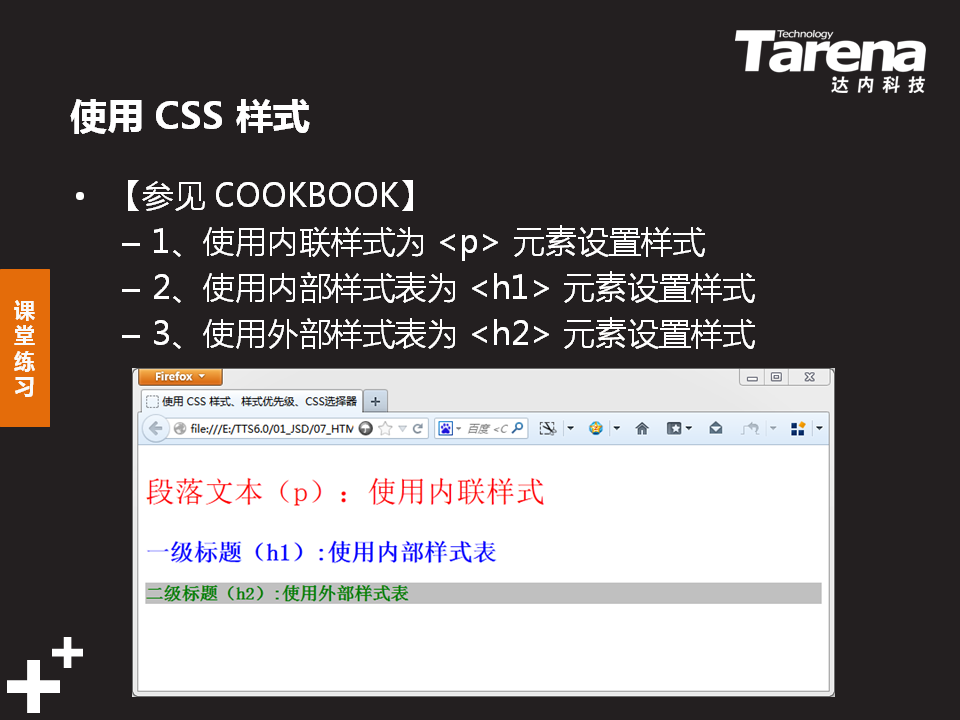 Technology
Tarena
达内科技
使用 CSS 样式
• 【参见 COOKBOOK】
– 1、使用内联样式为 <p> 元素设置样式
– 2、使用内部样式表为 <h1> 元素设置样式
– 3、使用外部样式表为 <h2> 元素设置样式
课堂练习
Firefox
使用 CSS 样式、样式优先级、CSS选择器
file:///E:/TTS6.0/01_JSD/07_HTM
百度 <C
段落文本（p）：使用内联样式
一级标题（h1）:使用内部样式表
二级标题（h2）:使用外部样式表